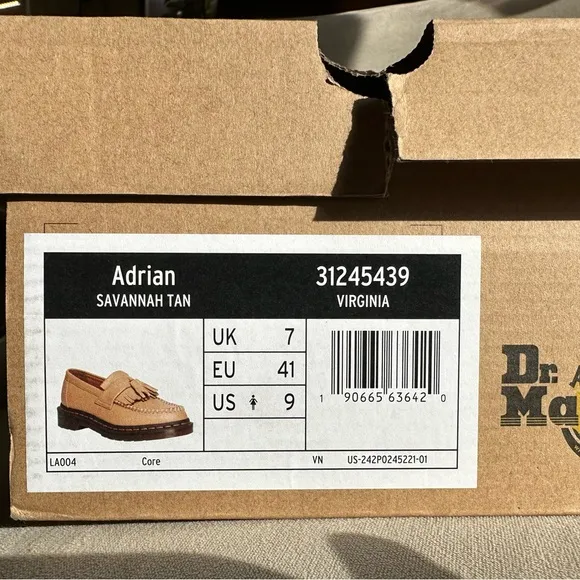 Adrian
SAVANNAH TAN
31245439
VIRGINIA
UK 7
EU 41
US 9
1 90665 63642 0
LA004 Core VN US-242P0245221-01
Dr.